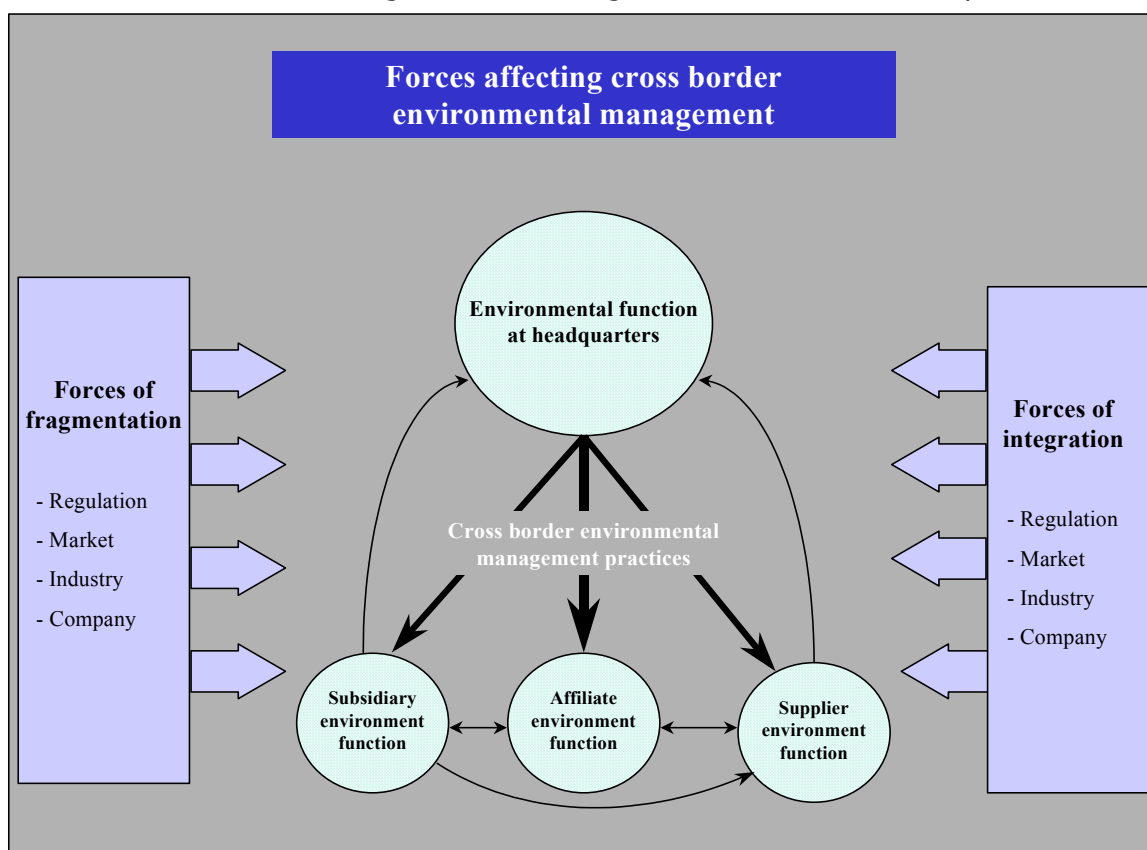 Forces affecting cross border
environmental management
Environmental function
at headquarters
Forces of
fragmentation
- Regulation
- Market
- Industry
- Company
Forces of
integration
- Regulation
- Market
- Industry
- Company
Cross border environmental
management practices
Subsidiary
environment
function
Affiliate
environment
function
Supplier
environment
function